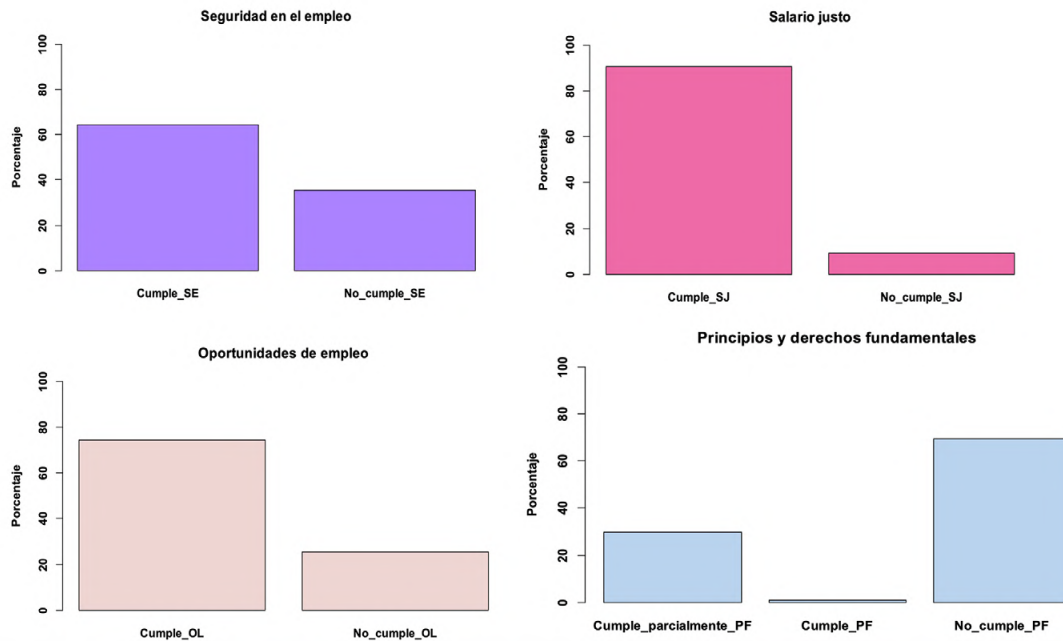 Seguridad en el empleo
Porcentaje
100
80
60
40
20
0
Cumple_SE No_cumple_SE
Salario justo
Porcentaje
100
80
60
40
20
0
Cumple_SJ No_cumple_SJ
Oportunidades de empleo
Porcentaje
100
80
60
40
20
0
Cumple_OL No_cumple_OL
Principios y derechos fundamentales
Porcentaje
100
80
60
40
20
0
Cumple_parcialmente_PF Cumple_PF No_cumple_PF